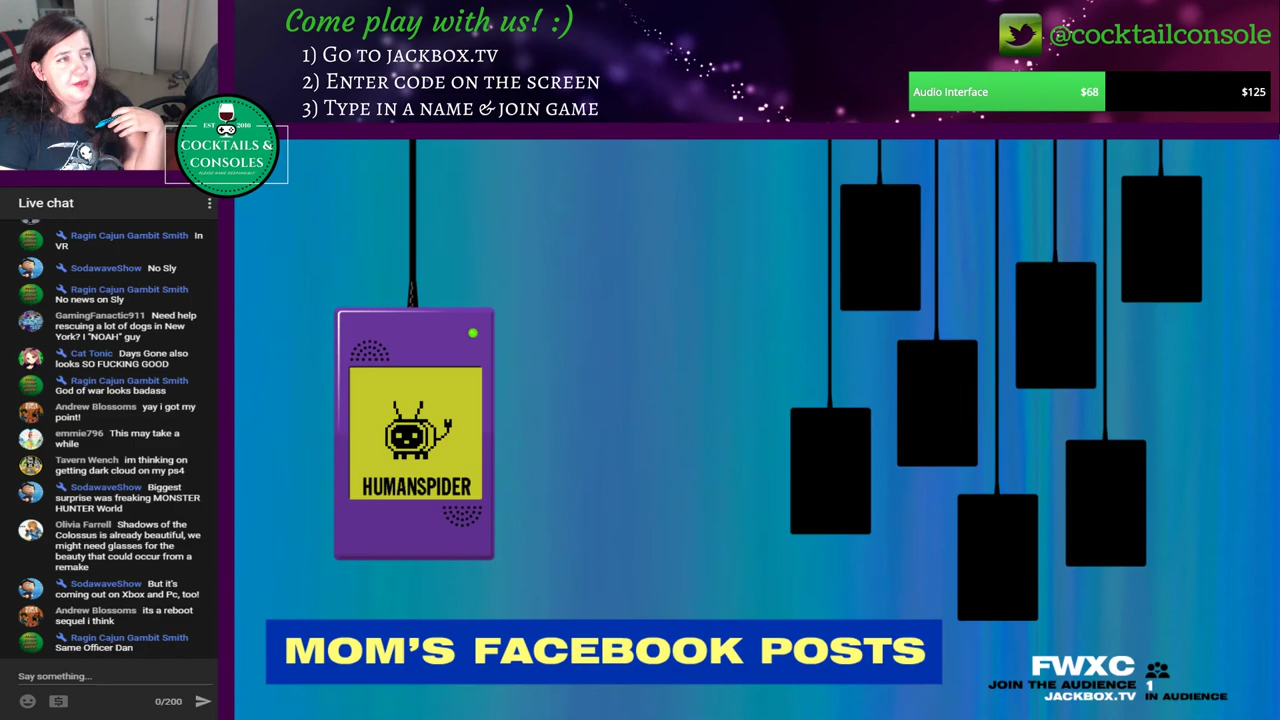 Come play with us! :)
1) Go to jackbox.tv
2) Enter code on the screen
3) Type in a name & join game
@cocktailconsole
Audio Interface $68 $125
EST 2016
COCKTAILS &
CONSOLES
PLEASE GAME RESPONSIBLY
Live chat
Ragin Cajun Gambit Smith In
VR
SodawaveShow No Sly
Ragin Cajun Gambit Smith
No news on Sly
GamingFanactic911 Need help
rescuing a lot of dogs in New
York? I "NOAH" guy
Cat Tonic Days Gone also
looks SO FUCKING GOOD
Ragin Cajun Gambit Smith
God of war looks badass
Andrew Blossoms yay i got my
point!
emmie796 This may take a
while
Tavern Wench im thinking on
getting dark cloud on my ps4
SodawaveShow Biggest
surprise was freaking MONSTER
HUNTER World
Olivia Farrell Shadows of the
Colossus is already beautiful, we
might need glasses for the
beauty that could occur from a
remake
SodawaveShow But it's
coming out on Xbox and Pc, too!
Andrew Blossoms its a reboot
sequel i think
Ragin Cajun Gambit Smith
Same Officer Dan
Say something...
0/200
HUMANSPIDER
MOM'S FACEBOOK POSTS
FWXC
JOIN THE AUDIENCE 1
JACKBOX.TV IN AUDIENCE